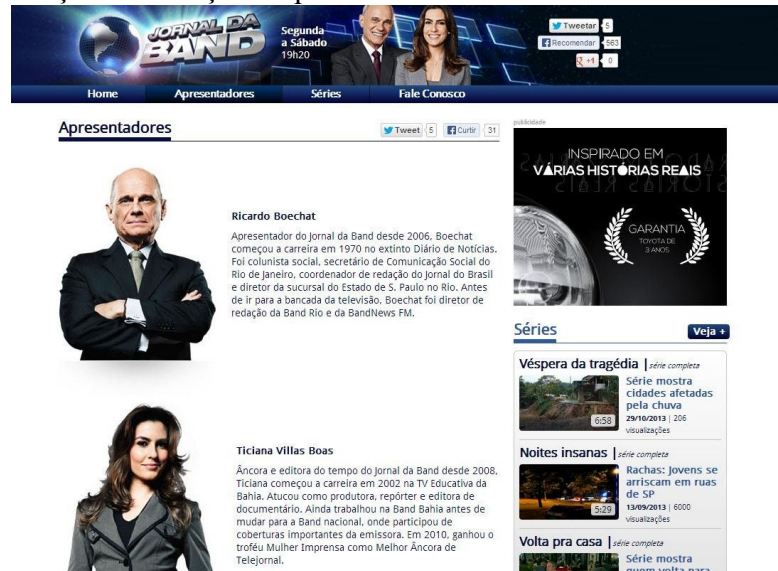 JORNAL DA
BAND
Segunda
a Sábado
19h20
Tweetar 5
Recomendar 563
+1 0
Home Apresentadores Séries Fale Conosco
Apresentadores
Tweet 5 Curtir 31
Ricardo Boechat
Apresentador do Jornal da Band desde 2006, Boechat
começou a carreira em 1970 no extinto Diário de Notícias.
Foi colunista social, secretário de Comunicação Social do
Rio de Janeiro, coordenador de redação do Jornal do Brasil
e diretor da sucursal do Estado de S. Paulo no Rio. Antes
de ir para a bancada da televisão, Boechat foi diretor de
redação da Band Rio e da BandNews FM.
Ticiana Villas Boas
Âncora e editora do tempo do Jornal da Band desde 2008,
Ticiana começou a carreira em 2002 na TV Educativa da
Bahia. Atucou como produtora, repórter e editora de
documentário. Ainda trabalhou na Band Bahia antes de
mudar para a Band nacional, onde participou de
coberturas importantes da emissora. Em 2010, ganhou o
troféu Mulher Imprensa como Melhor Âncora de
Telejornal.
publicidade
INSPIRADO EM
VÁRIAS HISTÓRIAS REAIS
GARANTIA
TOYOTA DE
3 ANOS
Séries Veja +
Véspera da tragédia | série completa
6:58
Série mostra
cidades afetadas
pela chuva
29/10/2013 | 206
visualizações
Noites insanas | série completa
5:29
Rachas: Jovens se
arriscam em ruas
de SP
13/09/2013 | 6000
visualizações
Volta pra casa | série completa
Série mostra
quem volta para